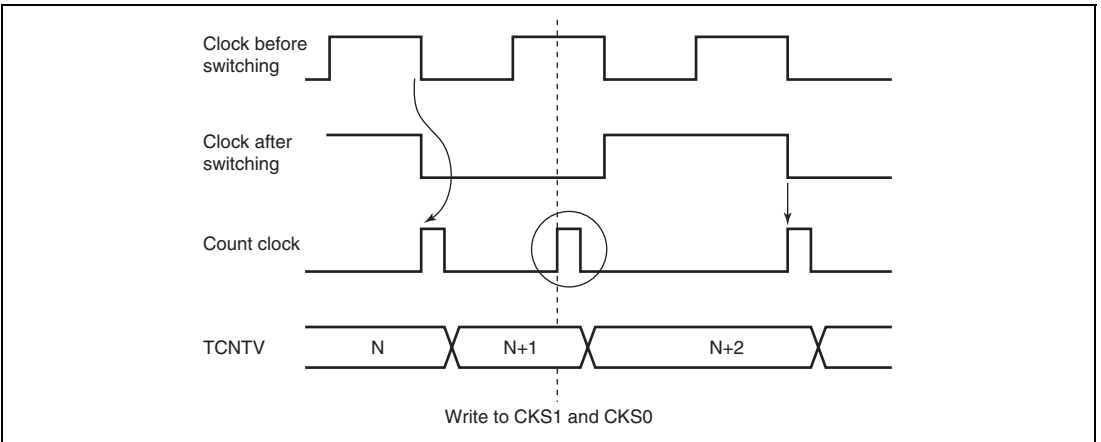 Clock before
switching
Clock after
switching
Count clock
TCNTV
N
N+1
N+2
Write to CKS1 and CKS0